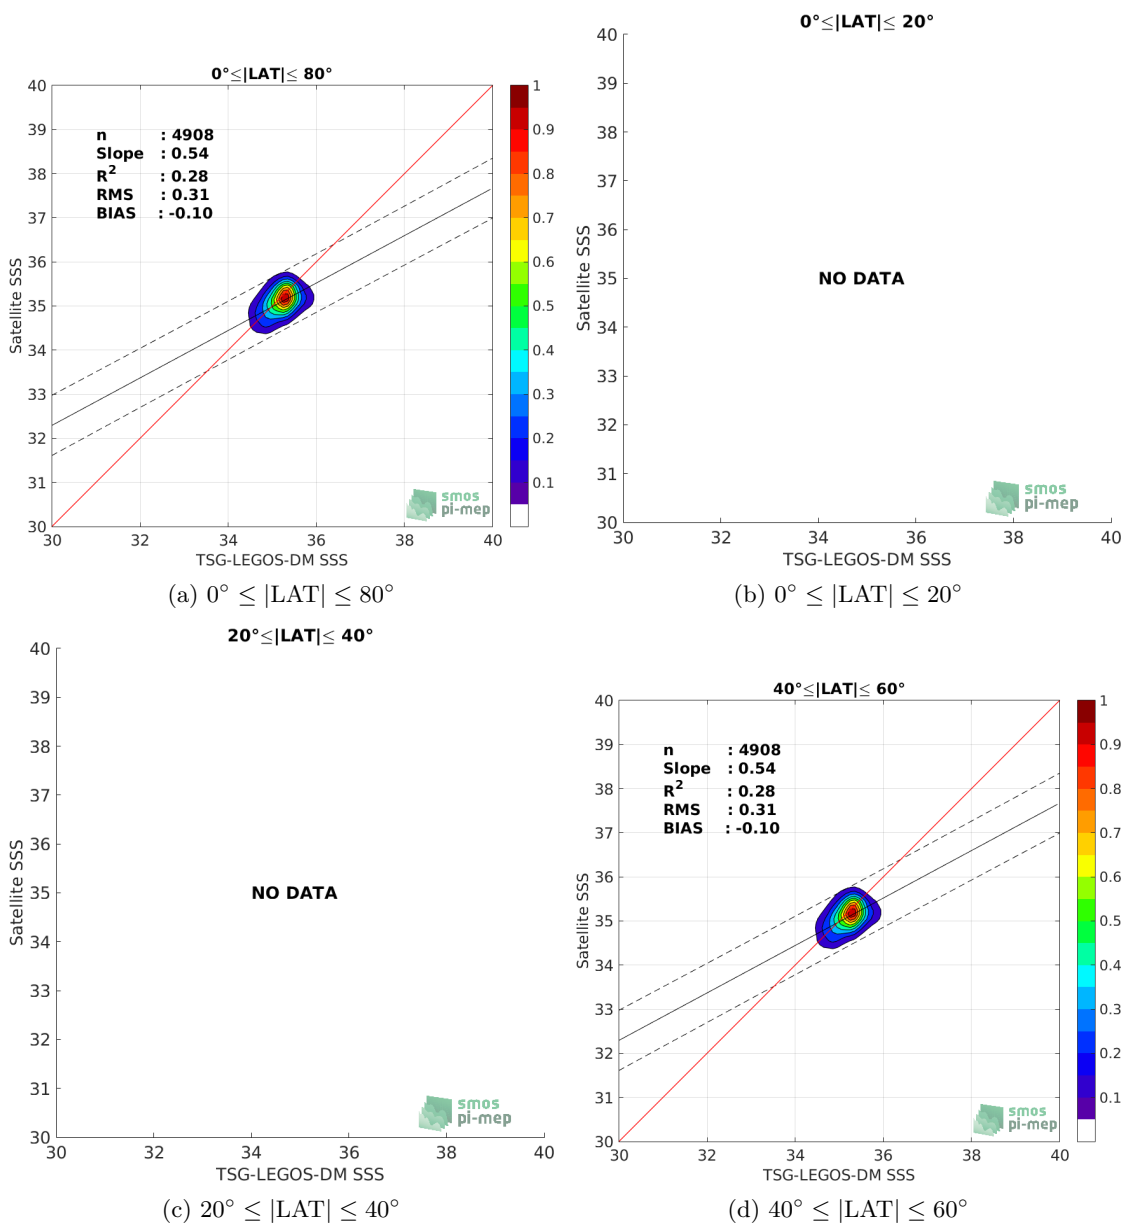 0°≤|LAT|≤ 80°
40
39
38
37
36
35
34
33
32
31
30
30 32 34 36 38 40
Satellite SSS
TSG-LEGOS-DM SSS
n : 4908
Slope : 0.54
R² : 0.28
RMS : 0.31
BIAS : -0.10
1
0.9
0.8
0.7
0.6
0.5
0.4
0.3
0.2
0.1
smos
pi-mep
(a) 0° ≤ |LAT| ≤ 80°
0°≤|LAT|≤ 20°
40
39
38
37
36
35
34
33
32
31
30
30 32 34 36 38 40
Satellite SSS
TSG-LEGOS-DM SSS
NO DATA
smos
pi-mep
(b) 0° ≤ |LAT| ≤ 20°
20°≤|LAT|≤ 40°
40
39
38
37
36
35
34
33
32
31
30
30 32 34 36 38 40
Satellite SSS
TSG-LEGOS-DM SSS
NO DATA
smos
pi-mep
(c) 20° ≤ |LAT| ≤ 40°
40°≤|LAT|≤ 60°
40
39
38
37
36
35
34
33
32
31
30
30 32 34 36 38 40
Satellite SSS
TSG-LEGOS-DM SSS
n : 4908
Slope : 0.54
R² : 0.28
RMS : 0.31
BIAS : -0.10
1
0.9
0.8
0.7
0.6
0.5
0.4
0.3
0.2
0.1
smos
pi-mep
(d) 40° ≤ |LAT| ≤ 60°